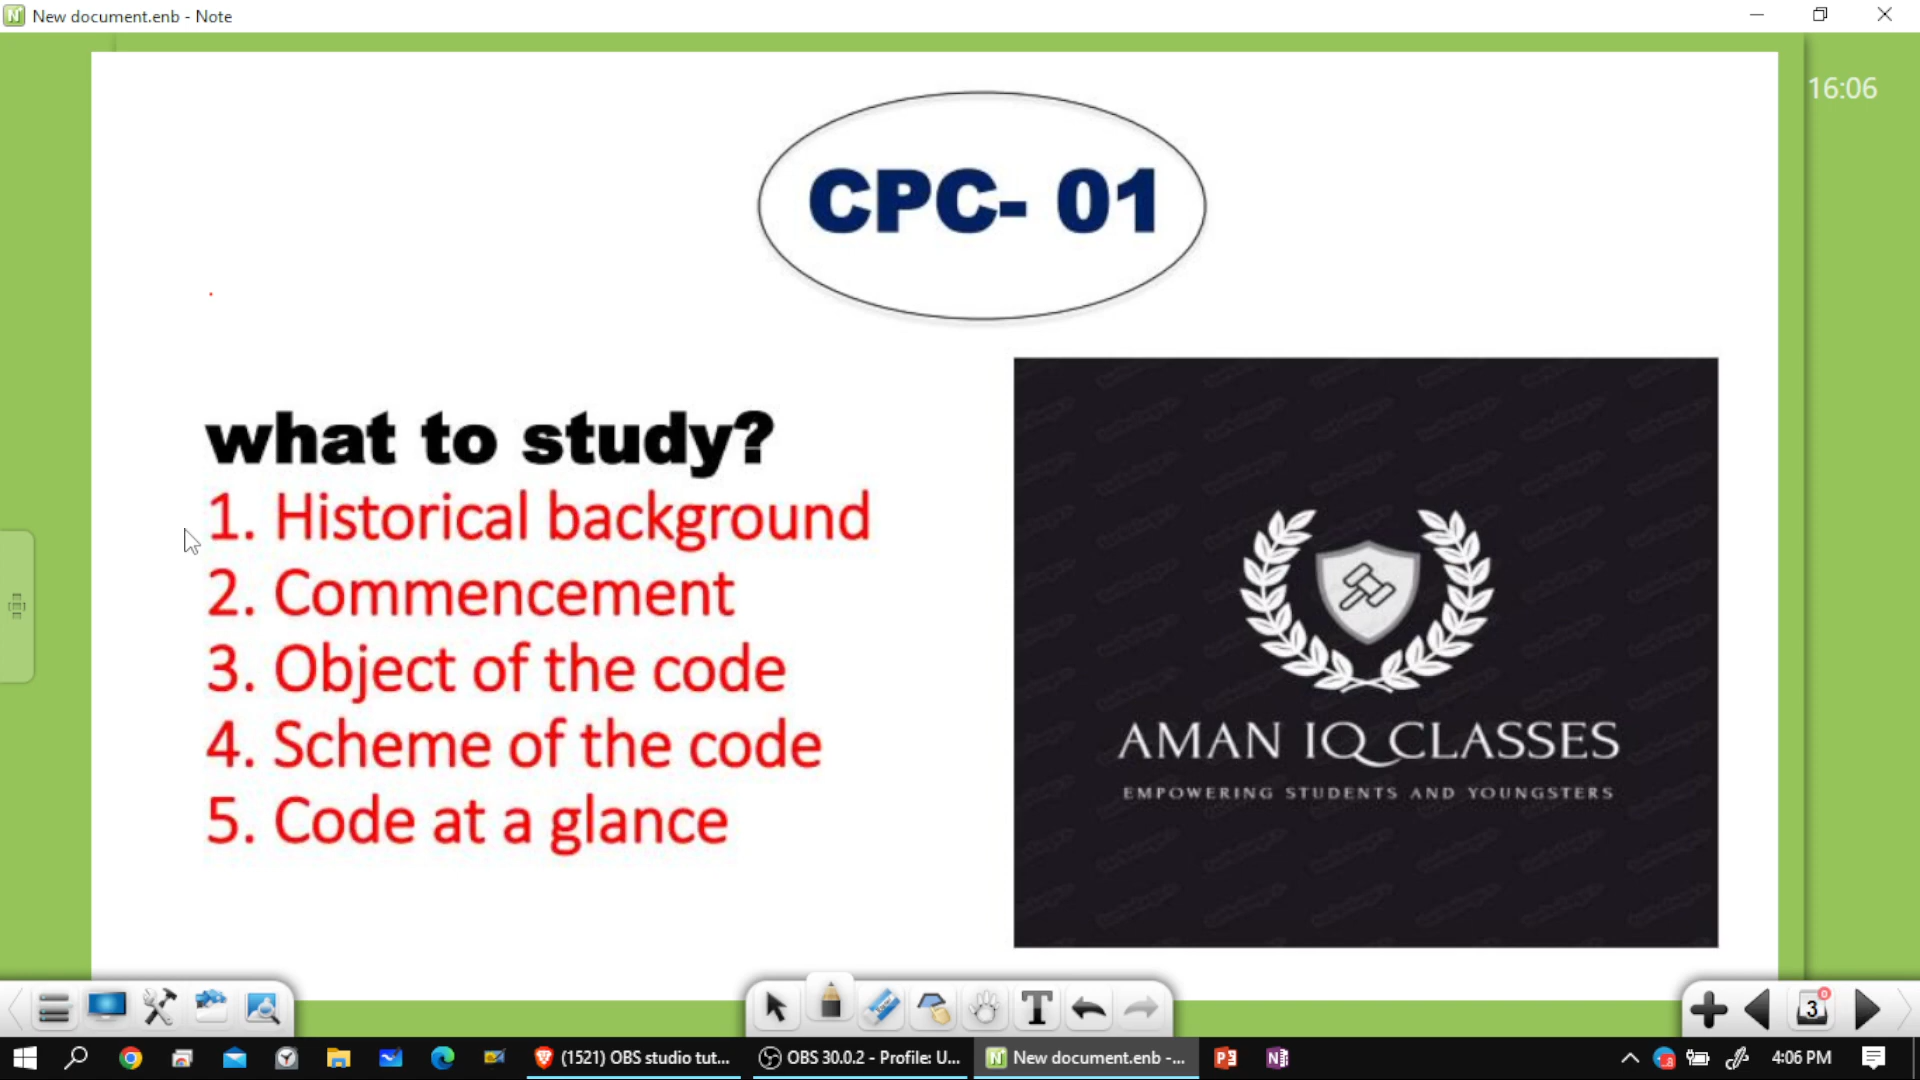 New document.enb - Note
16:06
CPC- 01
what to study?
1. Historical background
2. Commencement
3. Object of the code
4. Scheme of the code
5. Code at a glance
AMAN IQ CLASSES
EMPOWERING STUDENTS AND YOUNGSTERS
T
3
0
(1521) OBS studio tut...
OBS 30.0.2 - Profile: U...
New document.enb -...
4:06 PM